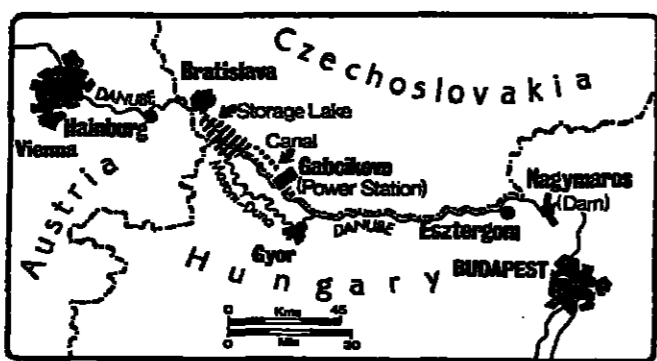 Czechoslovakia
Bratislava
DANUBE
Storage Lake
Hainburg
Canal
Vienna
Gabcikova
(Power Station)
Nagymaros
(Dam)
Austria
DANUBE
Esztergom
Gyor
Hungary
BUDAPEST
0 Kms 45
0 Mls 30